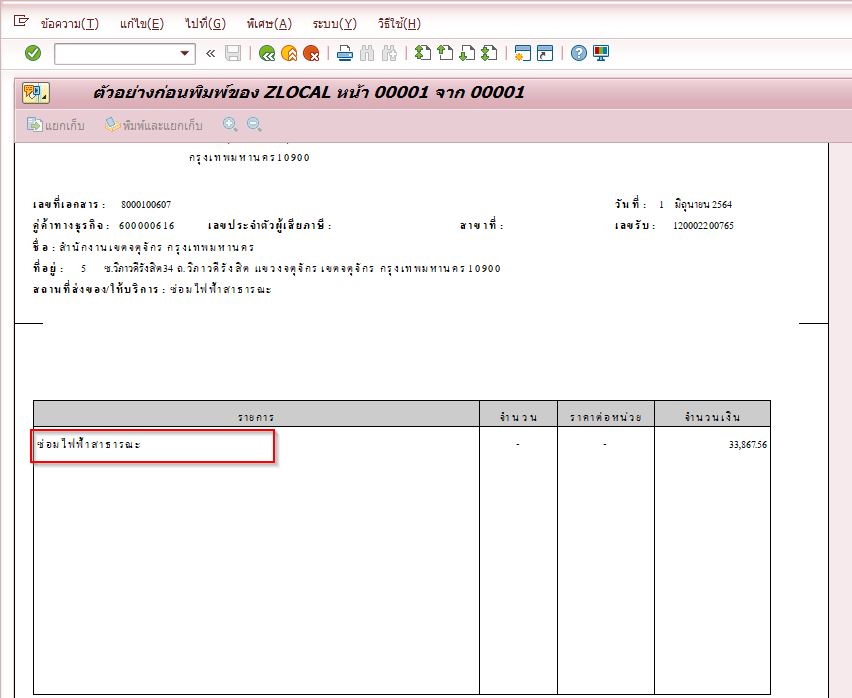 ข้อความ(T) แก้ไข(E) ไปที่(G) พิเศษ(A) ระบบ(Y) วิธีใช้(H)
ตัวอย่างก่อนพิมพ์ของ ZLOCAL หน้า 00001 จาก 00001
แยกเก็บ พิมพ์และแยกเก็บ
กรุงเทพมหานคร 10900
เลขที่เอกสาร : 8000100607 วันที่ : 1 มิถุนายน 2564
คู่ค้าทางธุรกิจ : 600000616 เลขประจำตัวผู้เสียภาษี : สาขาที่ : เลขรับ : 120002200765
ชื่อ : สำนักงานเขตจตุจักร กรุงเทพมหานคร
ที่อยู่ : 5 ซ.วิภาวดีรังสิต34 ถ.วิภาวดีรังสิต แขวงจตุจักร เขตจตุจักร กรุงเทพมหานคร 10900
สถานที่ส่งของ/ให้บริการ : ซ่อมไฟฟ้าสาธารณะ
รายการ จำนวน ราคาต่อหน่วย จำนวนเงิน
ซ่อมไฟฟ้าสาธารณะ - - 33,867.56